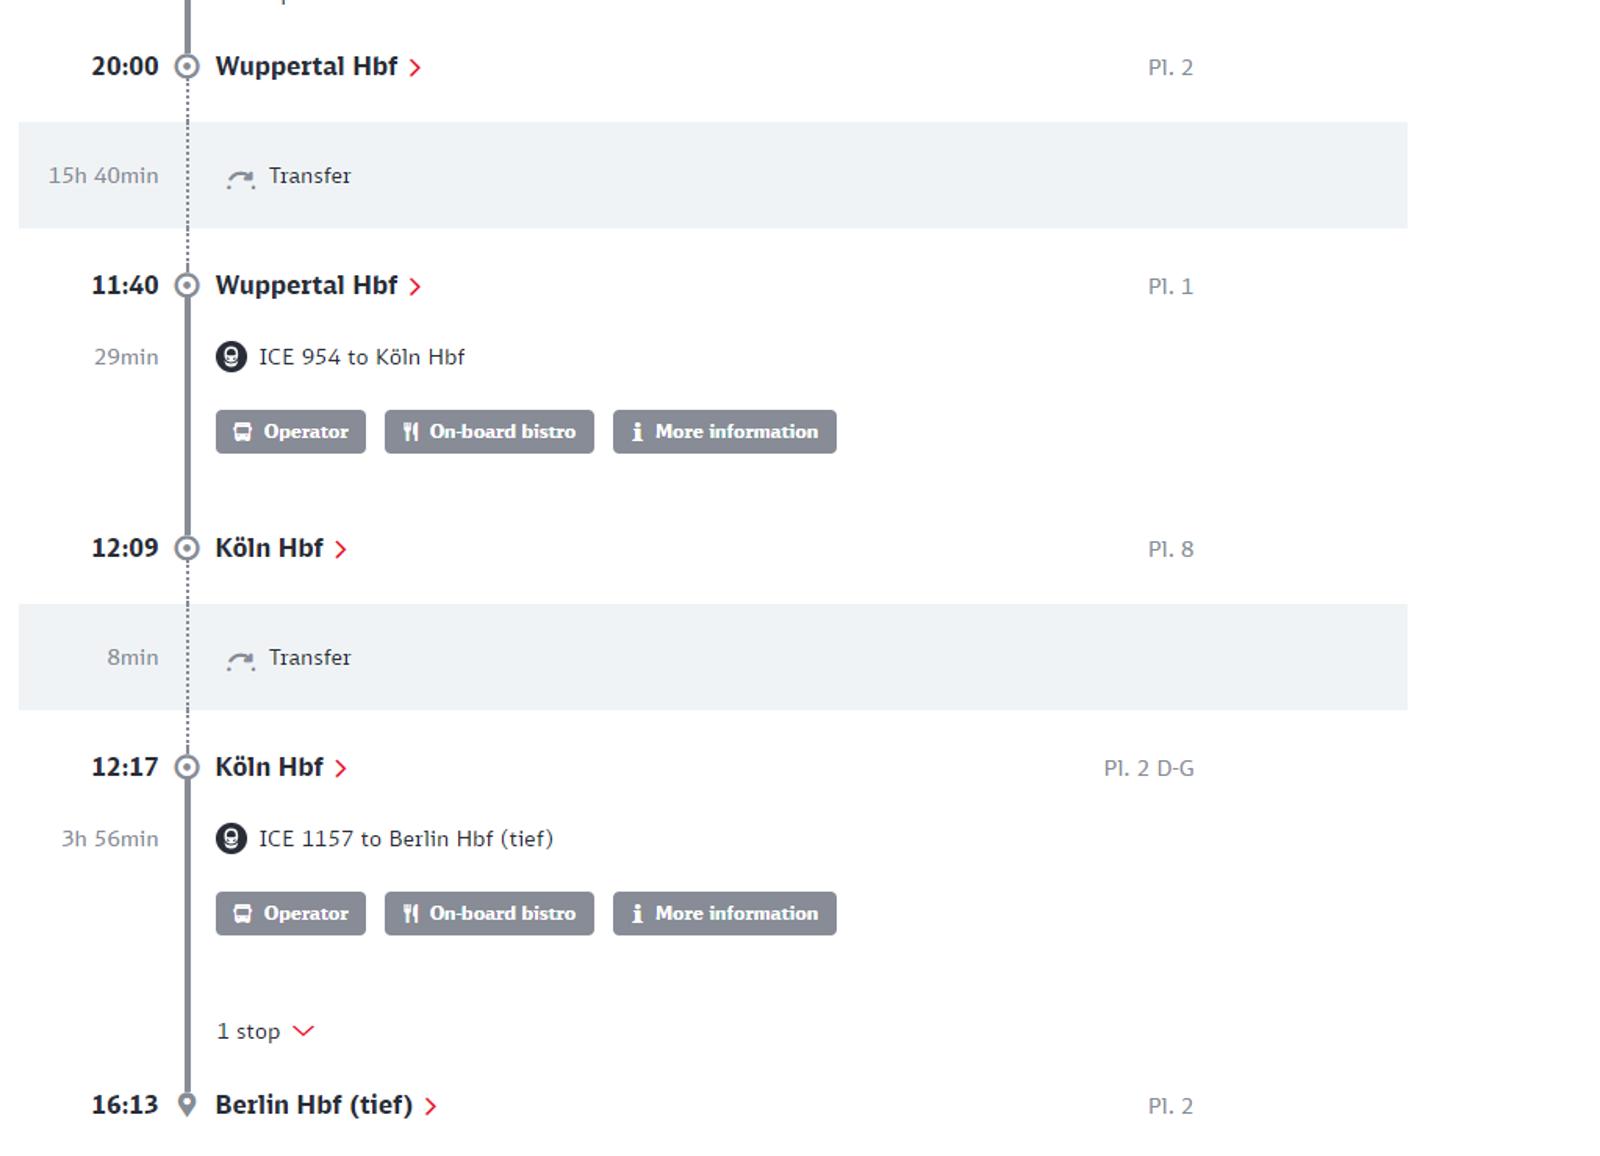 20:00 Wuppertal Hbf Pl. 2
15h 40min Transfer
11:40 Wuppertal Hbf Pl. 1
29min ICE 954 to Köln Hbf
Operator On-board bistro More information
12:09 Köln Hbf Pl. 8
8min Transfer
12:17 Köln Hbf Pl. 2 D-G
3h 56min ICE 1157 to Berlin Hbf (tief)
Operator On-board bistro More information
1 stop
16:13 Berlin Hbf (tief) Pl. 2